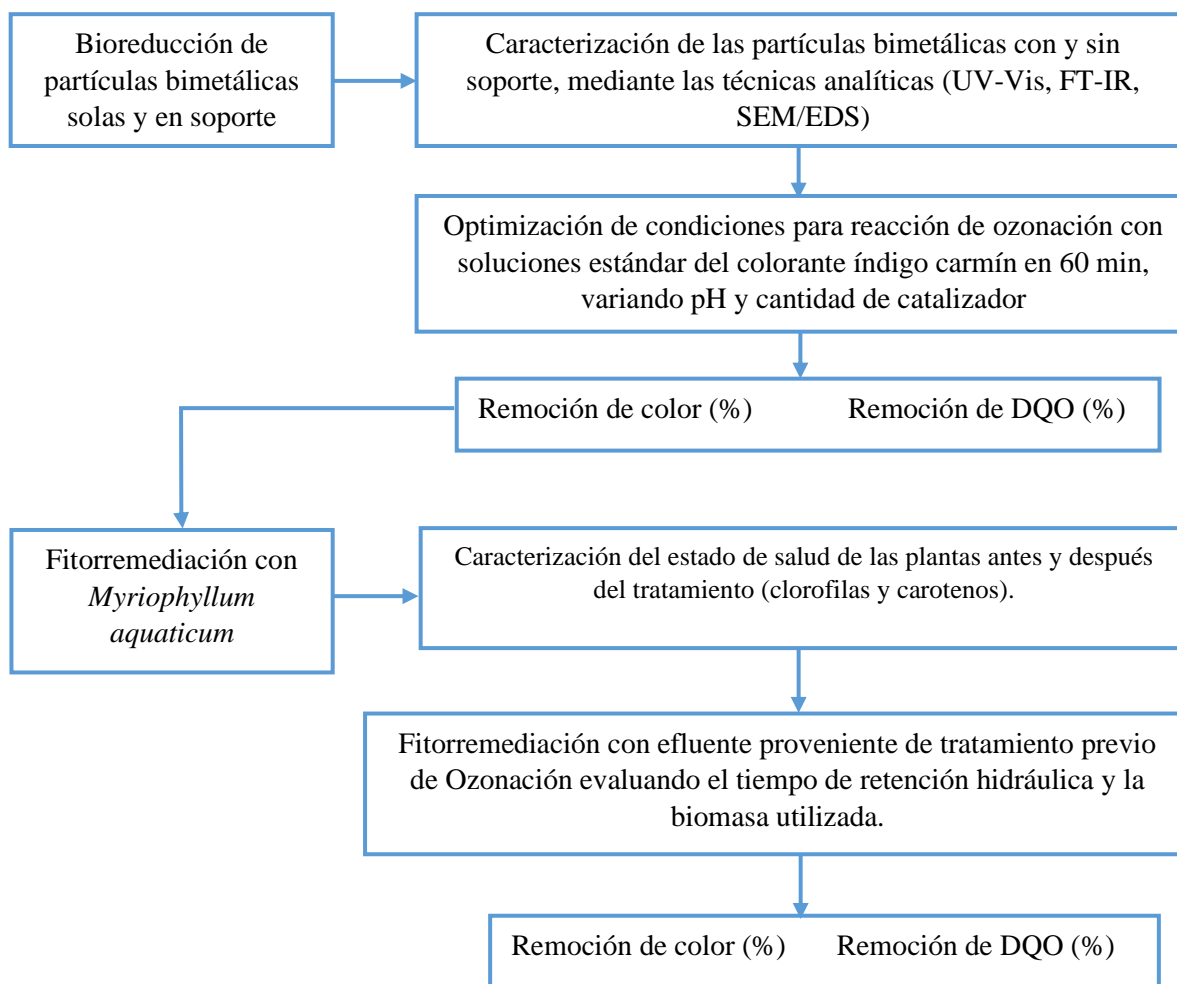 Bioreducción de
partículas bimetálicas
solas y en soporte
Caracterización de las partículas bimetálicas con y sin
soporte, mediante las técnicas analíticas (UV-Vis, FT-IR,
SEM/EDS)
Optimización de condiciones para reacción de ozonación con
soluciones estándar del colorante índigo carmín en 60 min,
variando pH y cantidad de catalizador
Remoción de color (%) Remoción de DQO (%)
Fitorremediación con
Myriophyllum
aquaticum
Caracterización del estado de salud de las plantas antes y después
del tratamiento (clorofilas y carotenos).
Fitorremediación con efluente proveniente de tratamiento previo
de Ozonación evaluando el tiempo de retención hidráulica y la
biomasa utilizada.
Remoción de color (%) Remoción de DQO (%)